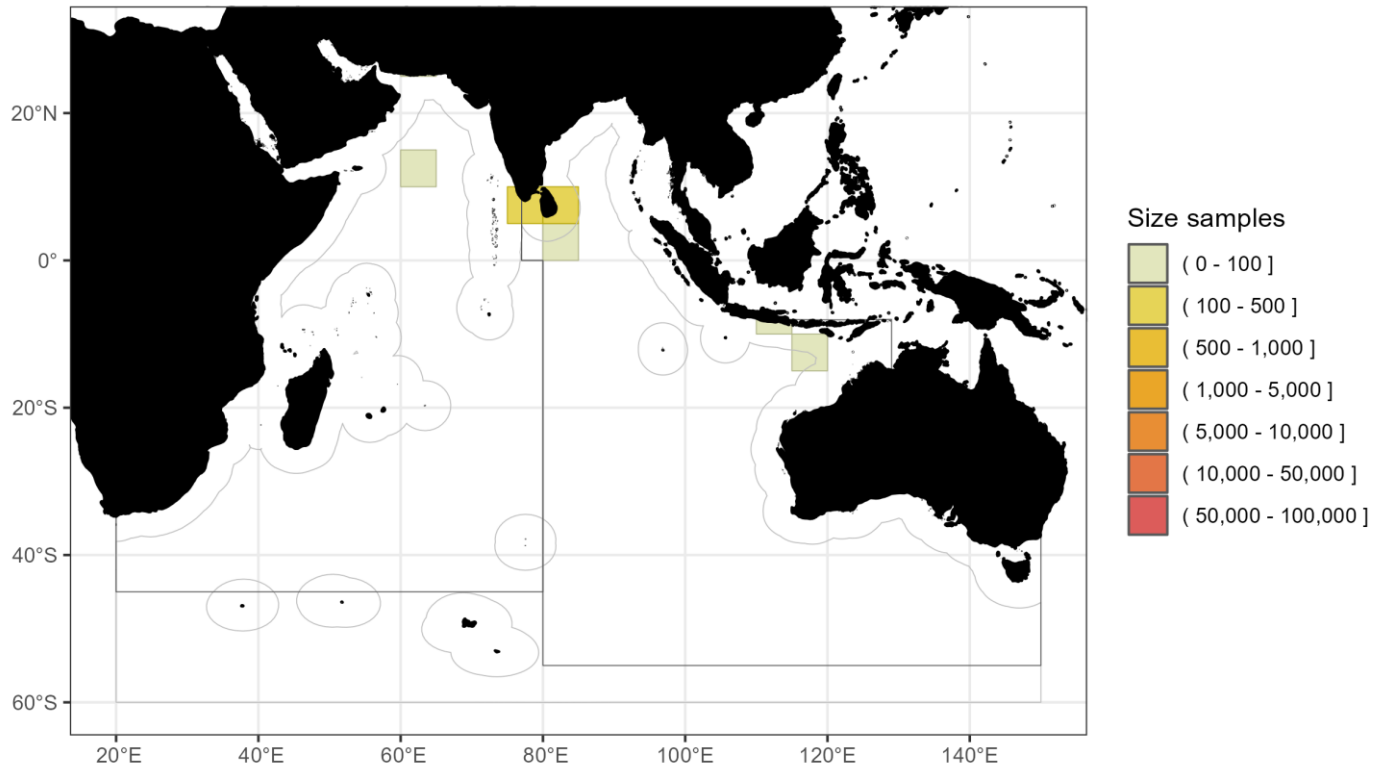 20°N
0°
20°S
40°S
60°S
20°E
40°E
60°E
80°E
100°E
120°E
140°E
Size samples
( 0 - 100 ]
( 100 - 500 ]
( 500 - 1,000 ]
( 1,000 - 5,000 ]
( 5,000 - 10,000 ]
( 10,000 - 50,000 ]
( 50,000 - 100,000 ]